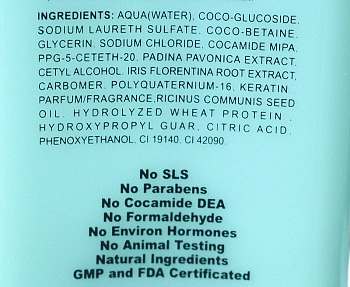 INGREDIENTS: AQUA(WATER), COCO-GLUCOSIDE,
SODIUM LAURETH SULFATE, COCO-BETAINE,
GLYCERIN, SODIUM CHLORIDE, COCAMIDE MIPA,
PPG-5-CETETH-20, PADINA PAVONICA EXTRACT,
CETYL ALCOHOL, IRIS FLORENTINA ROOT EXTRACT,
CARBOMER, POLYQUATERNIUM-16, KERATIN,
PARFUM/FRAGRANCE,RICINUS COMMUNIS SEED
OIL, HYDROLYZED WHEAT PROTEIN,
HYDROXYPROPYL GUAR, CITRIC ACID,
PHENOXYETHANOL, CI 19140, CI 42090.
No SLS
No Parabens
No Cocamide DEA
No Formaldehyde
No Environ Hormones
No Animal Testing
Natural Ingredients
GMP and FDA Certificated